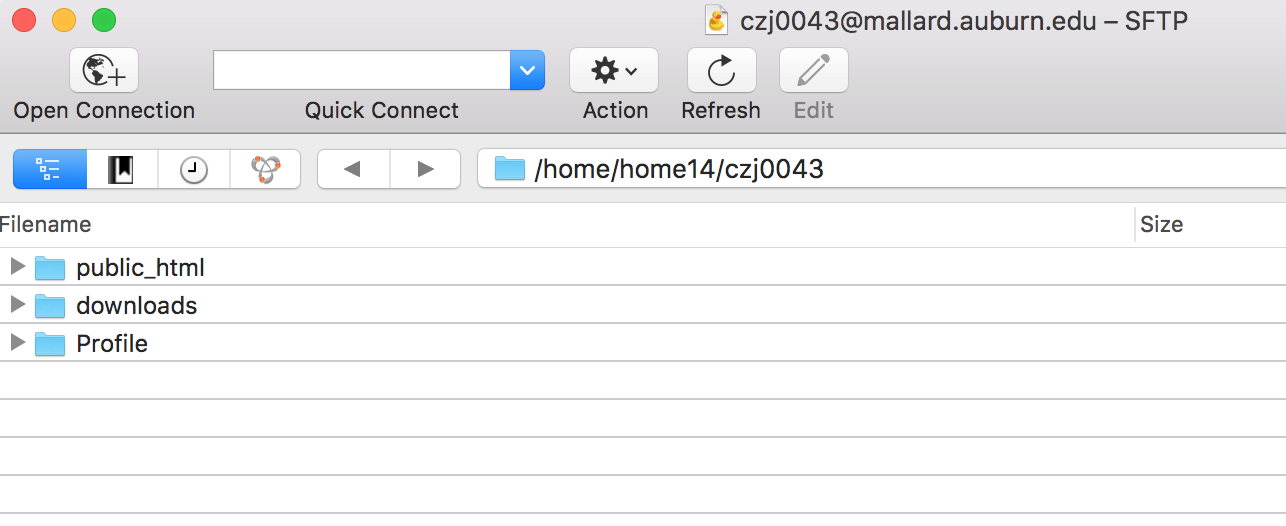 czj0043@mallard.auburn.edu – SFTP
Open Connection Quick Connect Action Refresh Edit
/home/home14/czj0043
Filename Size
public_html
downloads
Profile